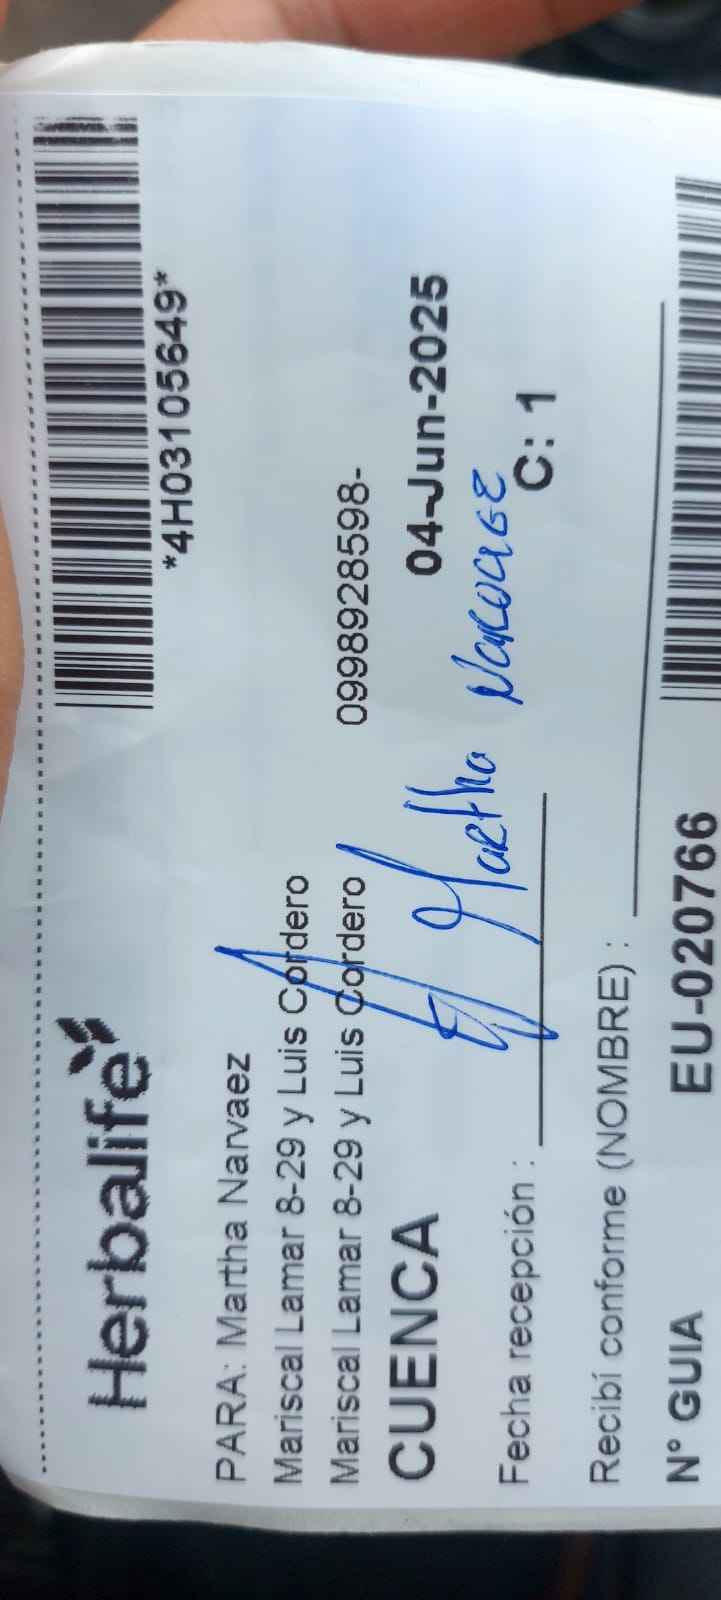 *4H03105649*
Herbalife
PARA: Martha Narvaez
Mariscal Lamar 8-29 y Luis Cordero
Mariscal Lamar 8-29 y Luis Cordero 0998928598-
CUENCA 04-Jun-2025
Martha Narvaez
C: 1
Fecha recepción :
Recibí conforme (NOMBRE) :
N° GUIA EU-020766